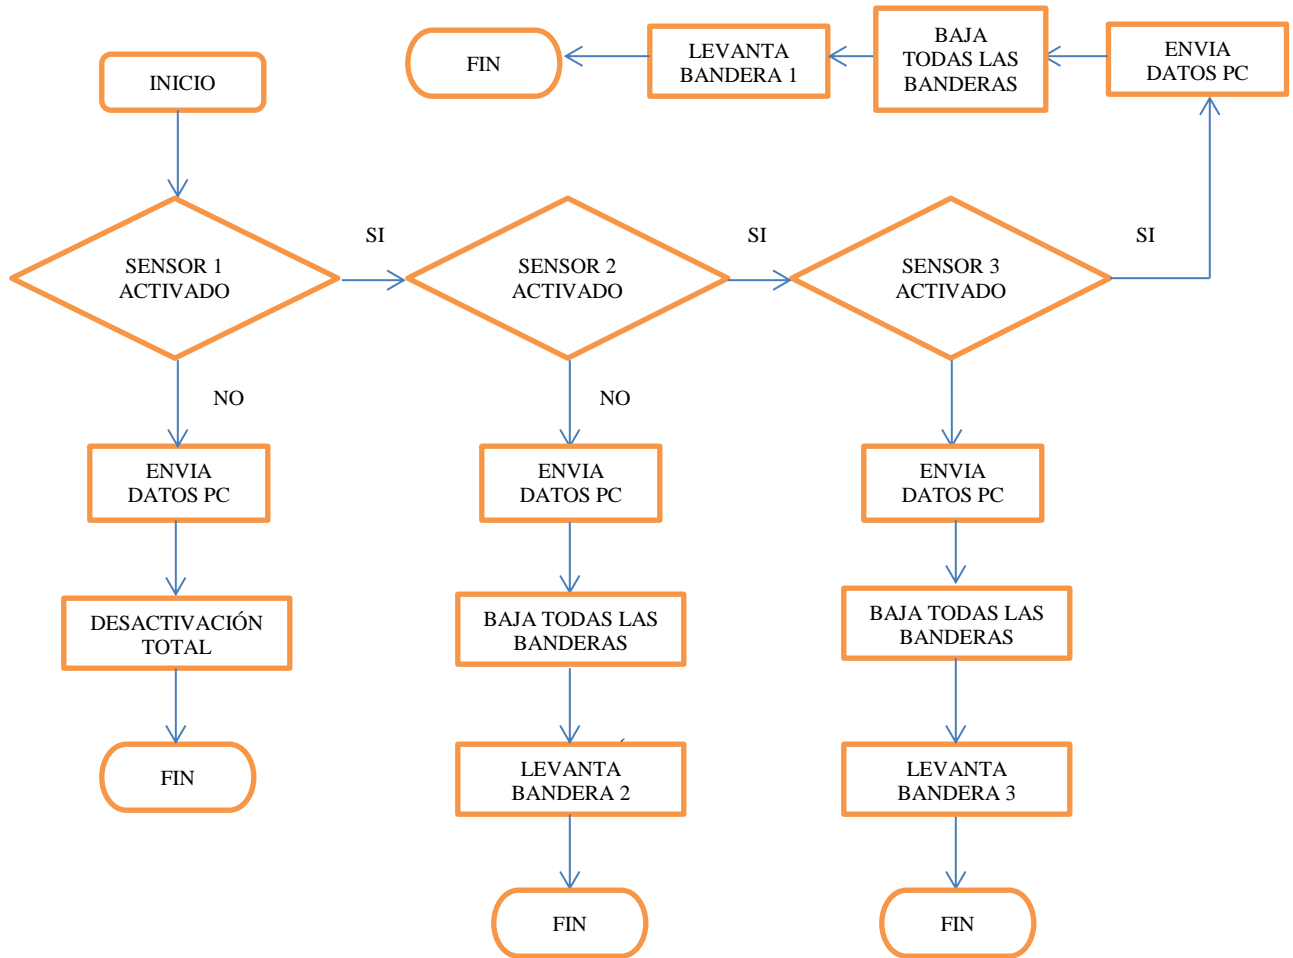 INICIO
FIN
LEVANTA
BANDERA 1
BAJA
TODAS LAS
BANDERAS
ENVIA
DATOS PC
SENSOR 1
ACTIVADO
SI
SENSOR 2
ACTIVADO
SI
SENSOR 3
ACTIVADO
SI
NO
NO
ENVIA
DATOS PC
ENVIA
DATOS PC
ENVIA
DATOS PC
DESACTIVACIÓN
TOTAL
BAJA TODAS LAS
BANDERAS
BAJA TODAS LAS
BANDERAS
FIN
LEVANTA
BANDERA 2
LEVANTA
BANDERA 3
FIN
FIN